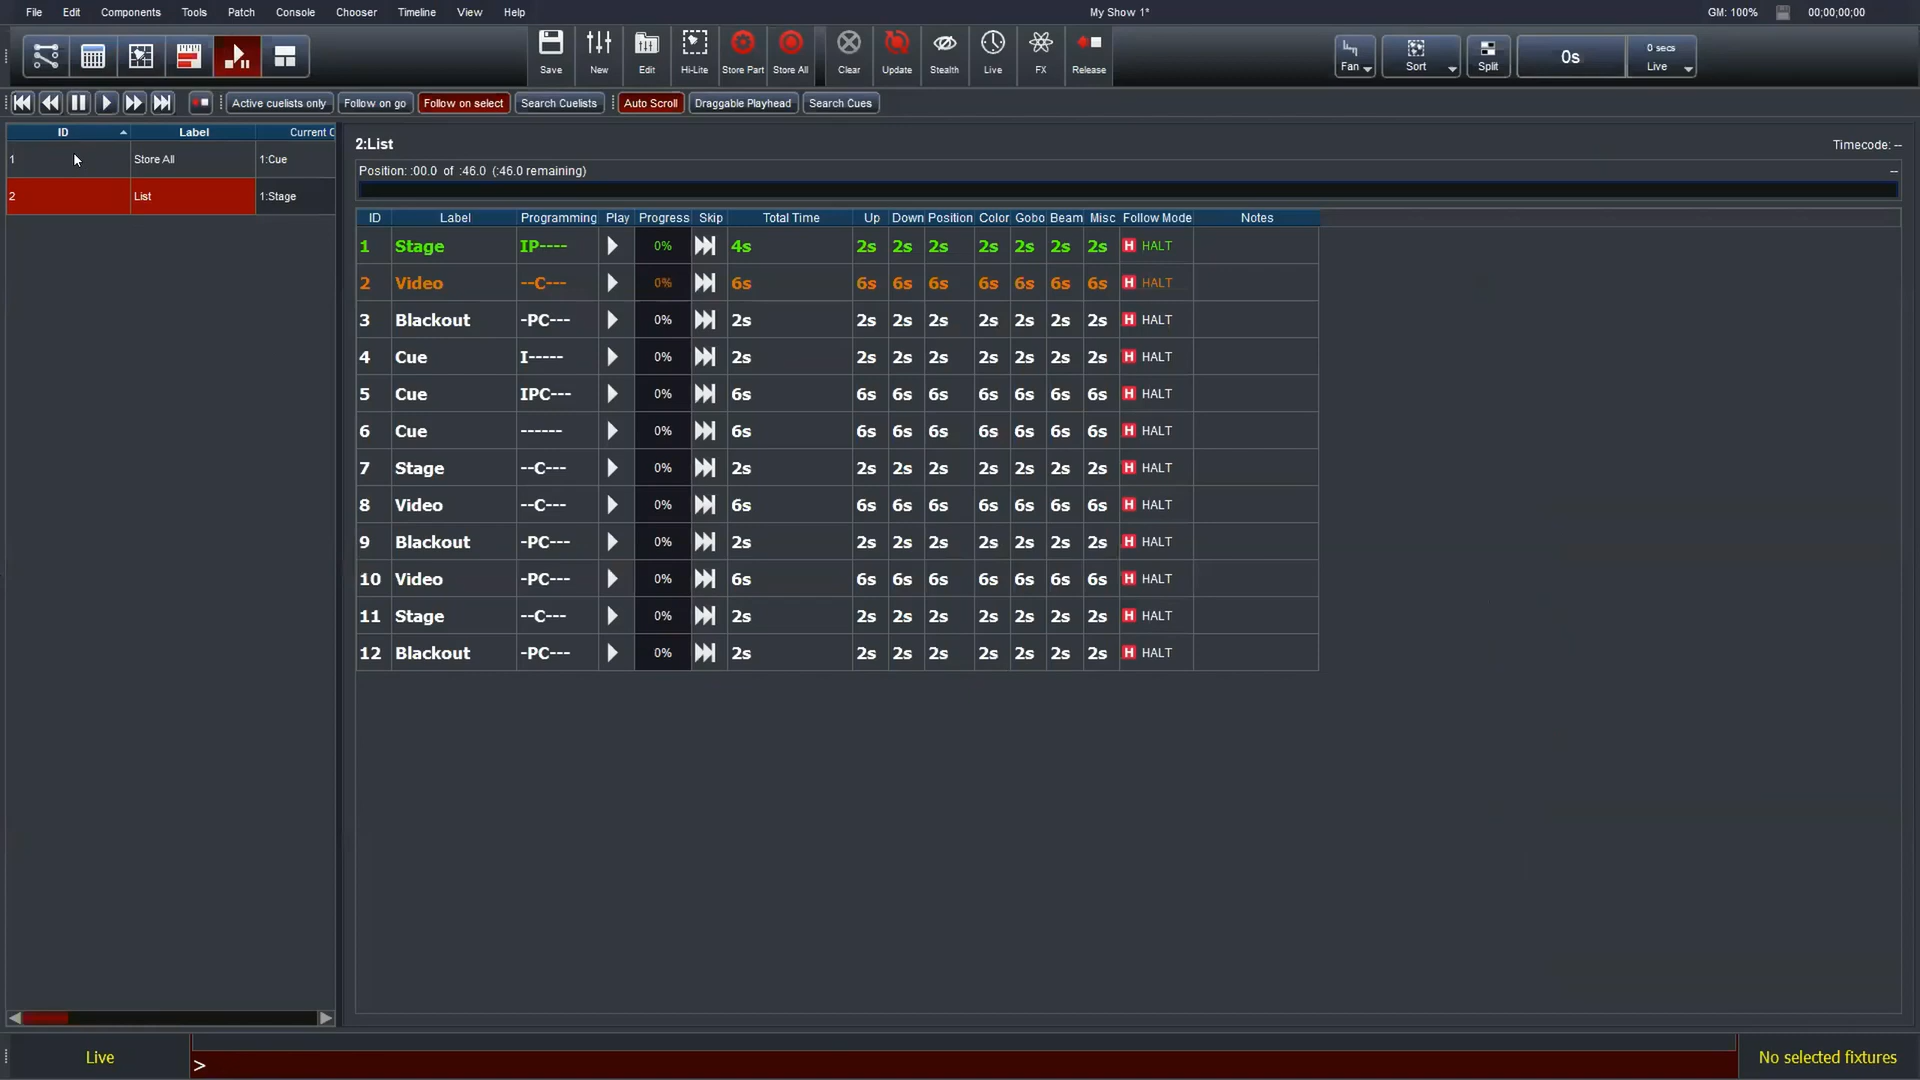 File Edit Components Tools Patch Console Chooser Timeline View Help My Show 1* GM: 100% 00;00;00;00
Save New Edit Hi-Lite Store Part Store All Clear Update Stealth Live FX Release Fan Sort Split 0s 0 secs Live
Active cuelists only Follow on go Follow on select Search Cuelists Auto Scroll Draggable Playhead Search Cues
ID Label Current C
1 Store All 1:Cue
2 List 1:Stage
2:List Timecode: --
Position: :00.0 of :46.0 (:46.0 remaining) --
ID Label Programming Play Progress Skip Total Time Up Down Position Color Gobo Beam Misc Follow Mode Notes
1 Stage IP---- 0% 4s 2s 2s 2s 2s 2s 2s 2s H HALT
2 Video --C--- 0% 6s 6s 6s 6s 6s 6s 6s 6s H HALT
3 Blackout -PC--- 0% 2s 2s 2s 2s 2s 2s 2s 2s H HALT
4 Cue I----- 0% 2s 2s 2s 2s 2s 2s 2s 2s H HALT
5 Cue IPC--- 0% 6s 6s 6s 6s 6s 6s 6s 6s H HALT
6 Cue ------ 0% 6s 6s 6s 6s 6s 6s 6s 6s H HALT
7 Stage --C--- 0% 2s 2s 2s 2s 2s 2s 2s 2s H HALT
8 Video --C--- 0% 6s 6s 6s 6s 6s 6s 6s 6s H HALT
9 Blackout -PC--- 0% 2s 2s 2s 2s 2s 2s 2s 2s H HALT
10 Video -PC--- 0% 6s 6s 6s 6s 6s 6s 6s 6s H HALT
11 Stage --C--- 0% 2s 2s 2s 2s 2s 2s 2s 2s H HALT
12 Blackout -PC--- 0% 2s 2s 2s 2s 2s 2s 2s 2s H HALT
Live > No selected fixtures